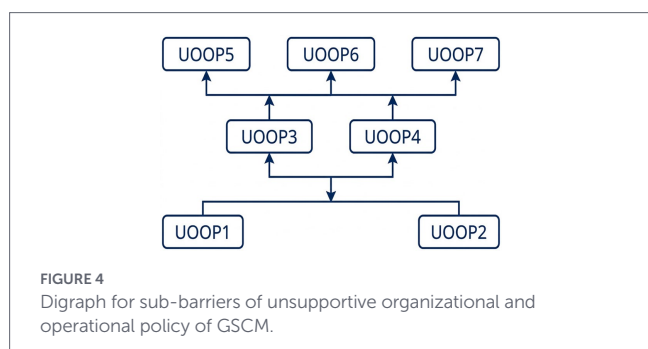 UOOP5 UOOP6 UOOP7
UOOP3 UOOP4
UOOP1 UOOP2
FIGURE 4
Digraph for sub-barriers of unsupportive organizational and
operational policy of GSCM.